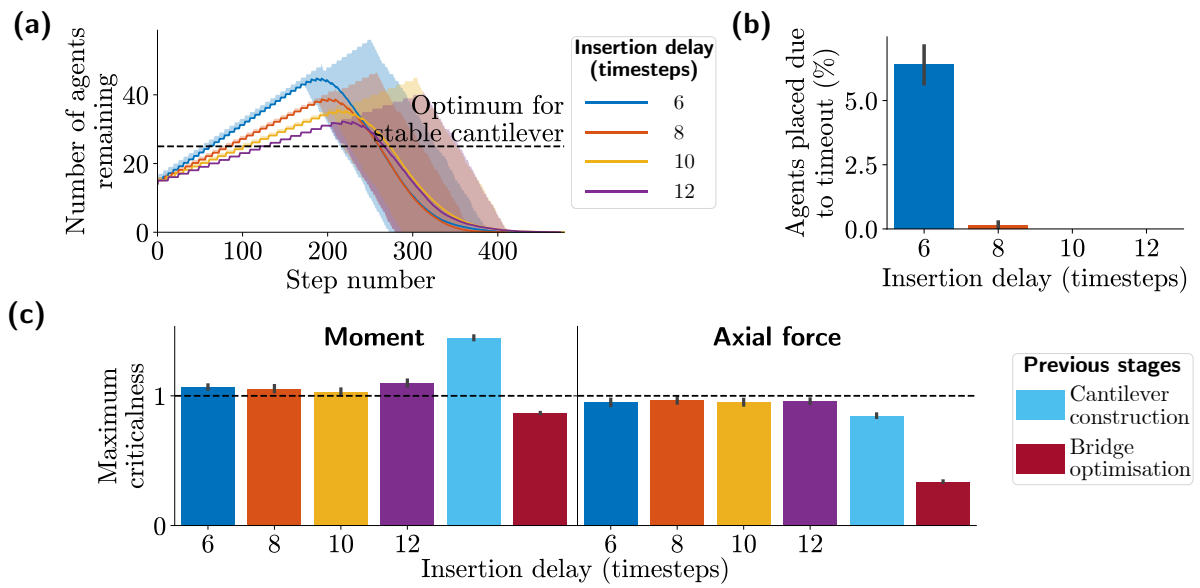 (a)
Number of agents
remaining
40
20
0
0
100
200
300
400
Step number
Optimum for
stable cantilever
Insertion delay
(timesteps)
6
8
10
12
(b)
Agents placed due
to timeout (%)
5.0
2.5
0.0
6
8
10
12
Insertion delay (timesteps)
(c)
Maximum
criticalness
1
0
Moment
Axial force
6
8
10
12
6
8
10
12
Insertion delay (timesteps)
Previous stages
Cantilever
construction
Bridge
optimisation